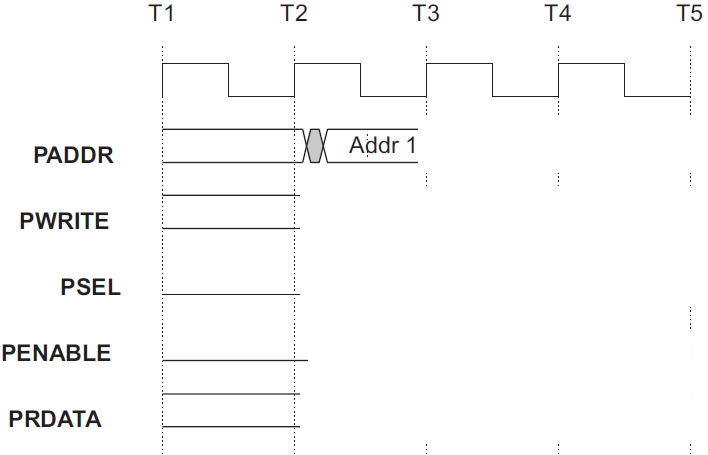 T1 T2 T3 T4 T5
PADDR Addr 1
PWRITE
PSEL
PENABLE
PRDATA